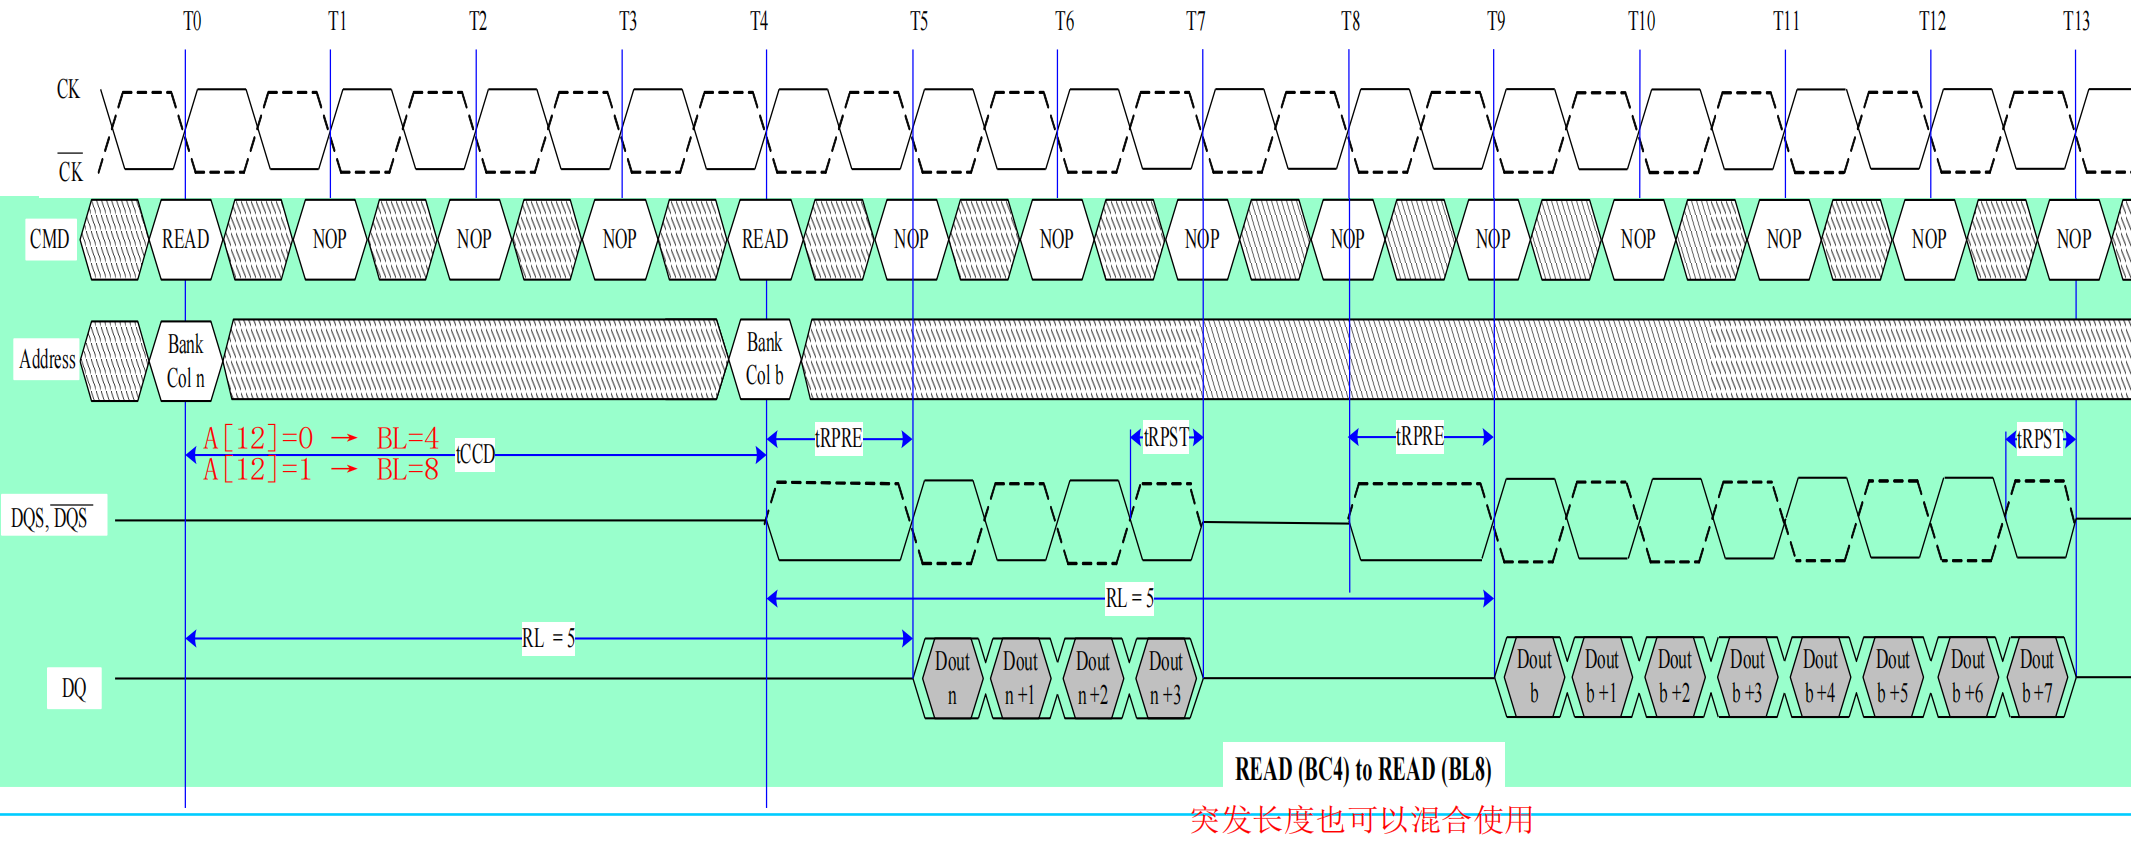 T0 T1 T2 T3 T4 T5 T6 T7 T8 T9 T10 T11 T12 T13
CK
CK
CMD READ NOP NOP NOP READ NOP NOP NOP NOP NOP NOP NOP NOP NOP
Address
Bank
Col n
Bank
Col b
A[12]=0 → BL=4
A[12]=1 → BL=8
tCCD
tRPRE tRPST tRPRE tRPST
DQS, DQS
RL = 5
RL = 5
DQ
Dout
n
Dout
n +1
Dout
n +2
Dout
n +3
Dout
b
Dout
b +1
Dout
b +2
Dout
b +3
Dout
b +4
Dout
b +5
Dout
b +6
Dout
b +7
READ (BC4) to READ (BL8)
突发长度也可以混合使用